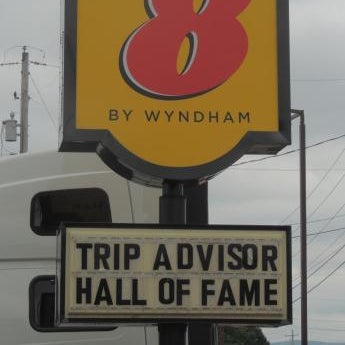 8
BY WYNDHAM
TRIP ADVISOR
HALL OF FAME